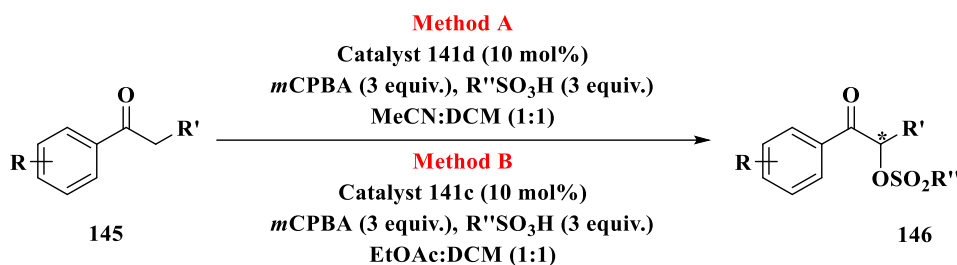 Method A
Catalyst 141d (10 mol%)
mCPBA (3 equiv.), R''SO3H (3 equiv.)
MeCN:DCM (1:1)
Method B
Catalyst 141c (10 mol%)
mCPBA (3 equiv.), R''SO3H (3 equiv.)
EtOAc:DCM (1:1)
O
R'
R
145
O
*
R'
R
OSO2R''
146